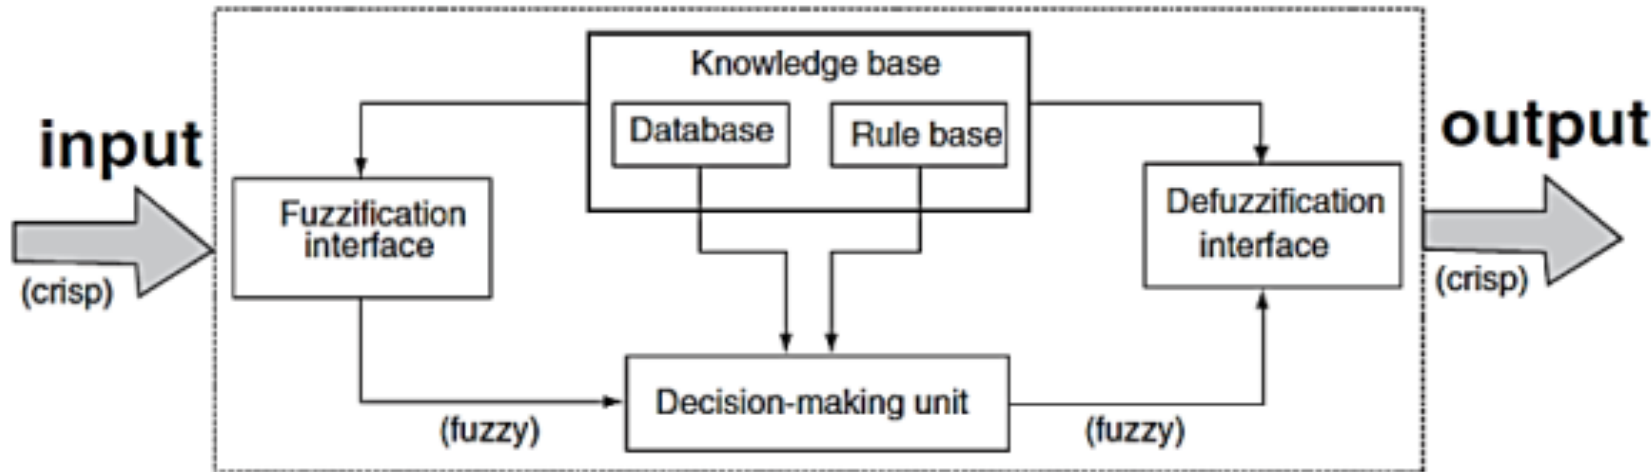 Knowledge base
Database
Rule base
input
(crisp)
Fuzzification
interface
Defuzzification
interface
output
(crisp)
Decision-making unit
(fuzzy)
(fuzzy)